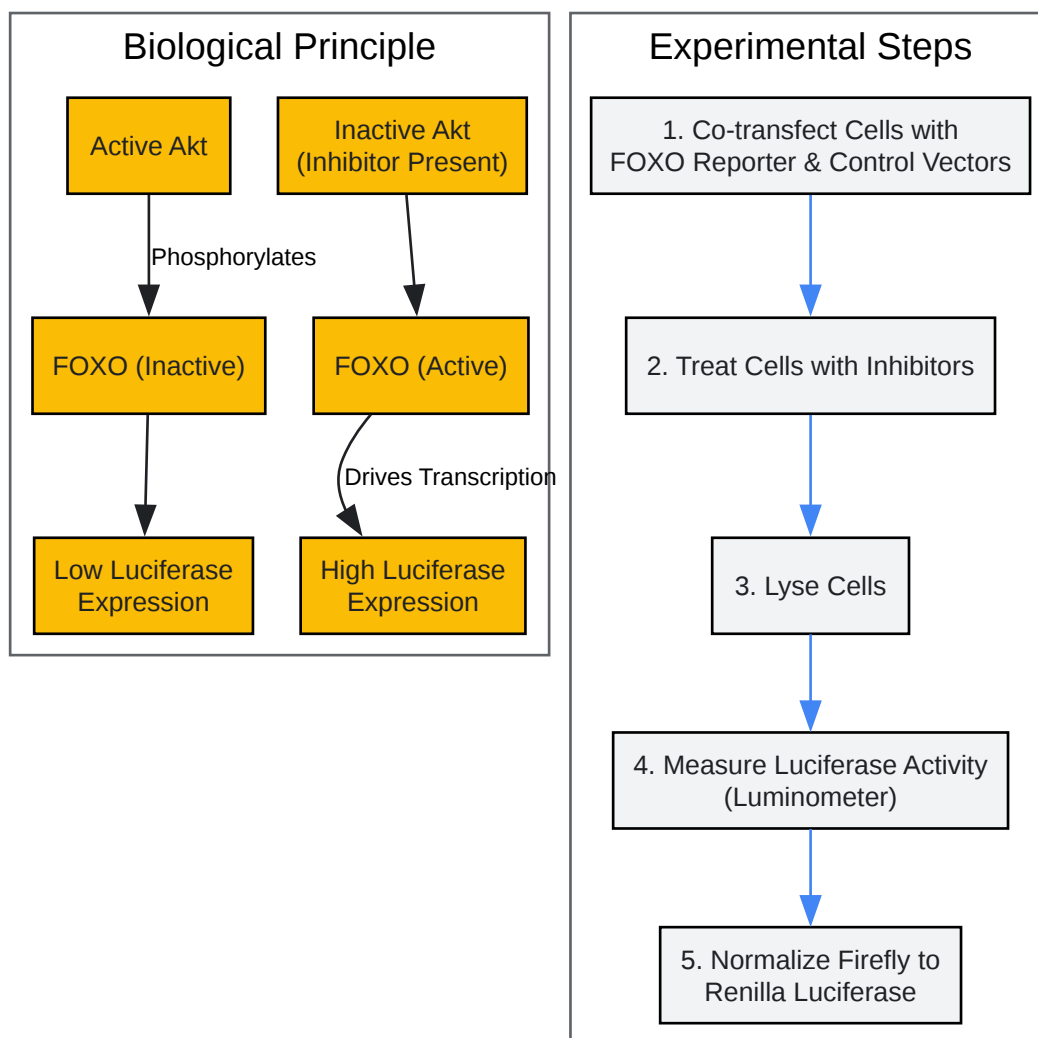 Biological Principle
Active Akt
Inactive Akt
(Inhibitor Present)
Phosphorylates
FOXO (Inactive)
FOXO (Active)
Drives Transcription
Low Luciferase
Expression
High Luciferase
Expression
Experimental Steps
1. Co-transfect Cells with
FOXO Reporter & Control Vectors
2. Treat Cells with Inhibitors
3. Lyse Cells
4. Measure Luciferase Activity
(Luminometer)
5. Normalize Firefly to
Renilla Luciferase